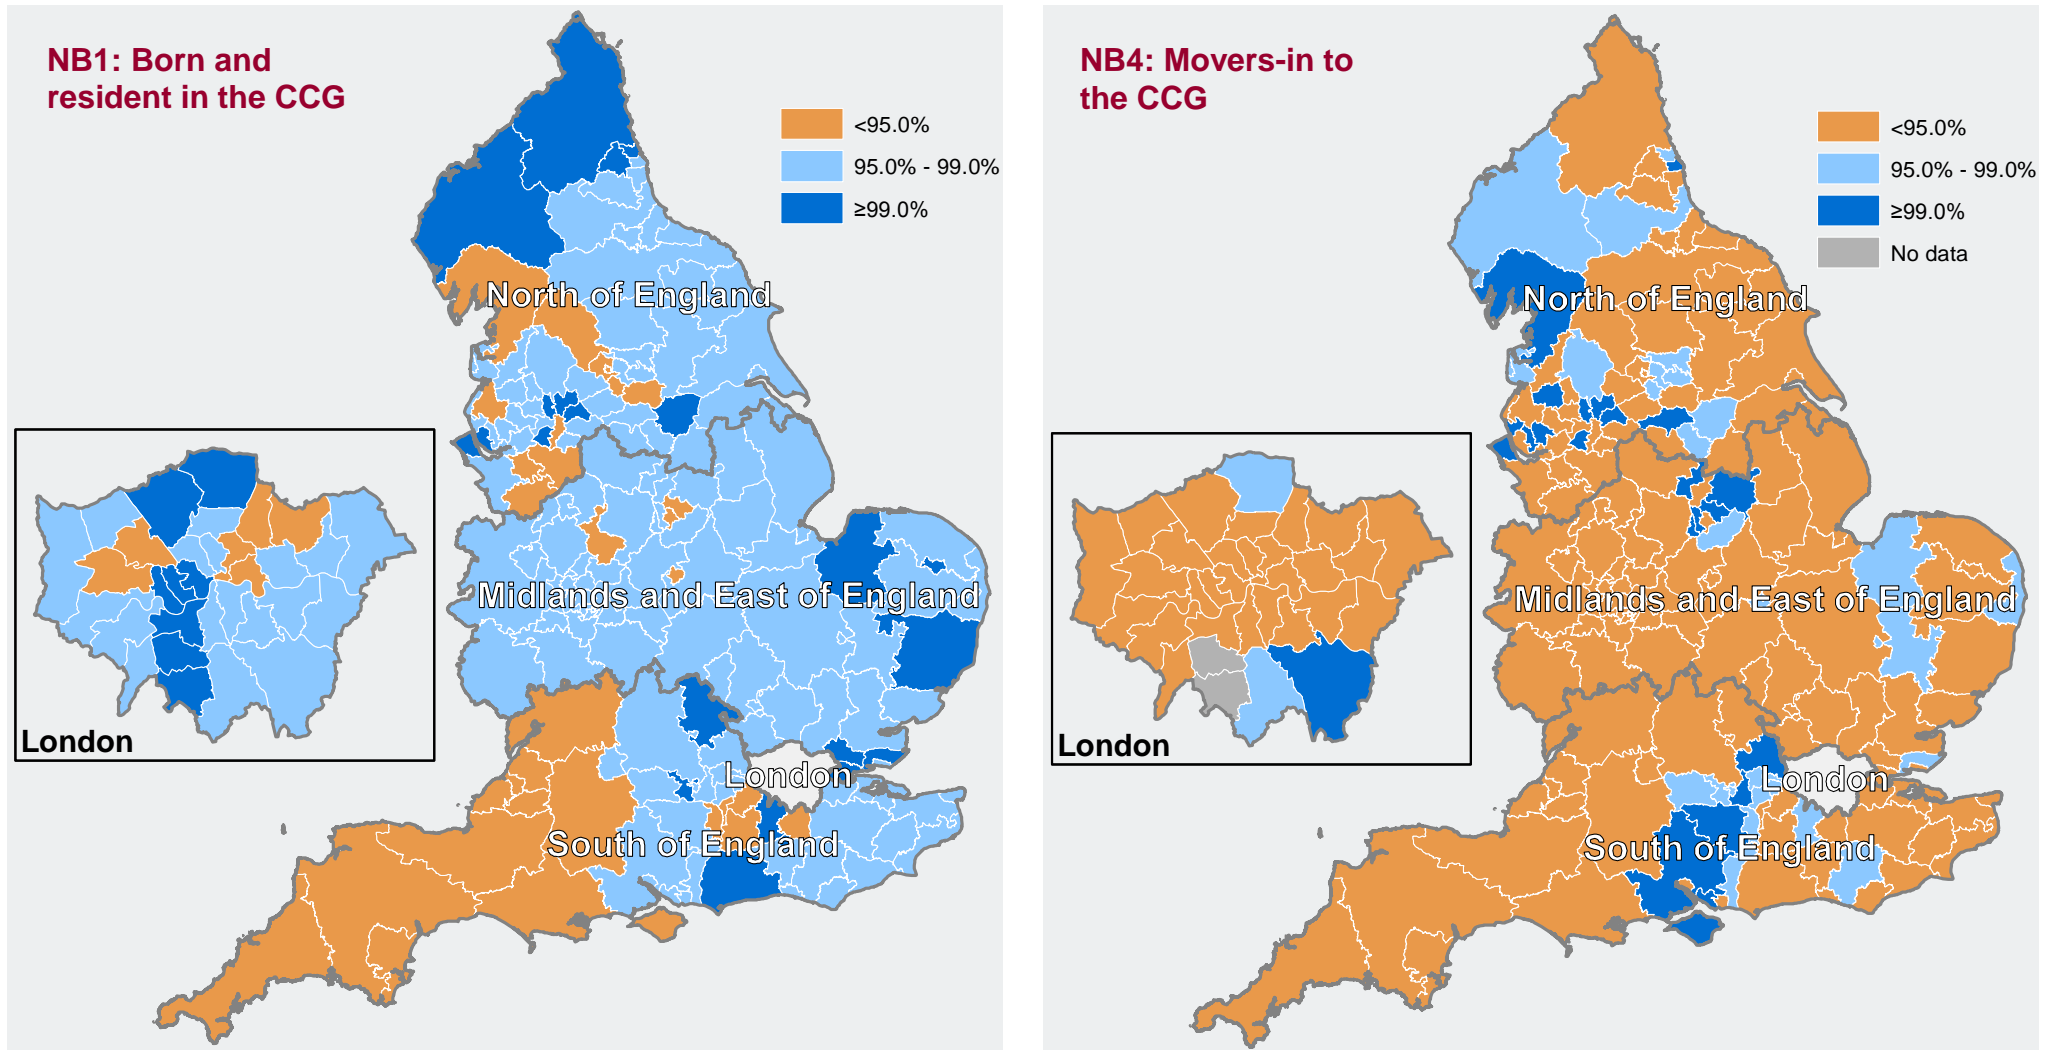 NB1: Born and
resident in the CCG
<95.0%
95.0% - 99.0%
≥99.0%
North of England
Midlands and East of England
London
South of England
London
NB4: Movers-in to
the CCG
<95.0%
95.0% - 99.0%
≥99.0%
No data
North of England
Midlands and East of England
London
South of England
London